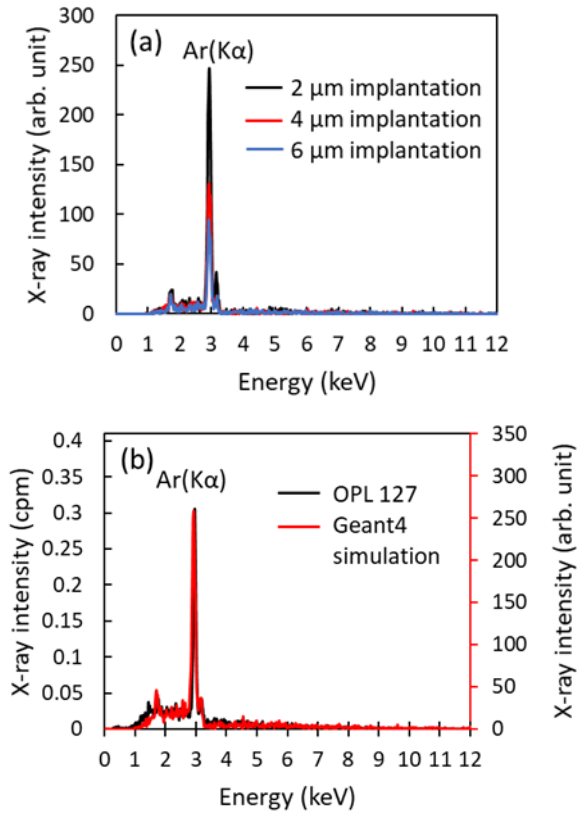 (a)
Ar(Kα)
2 μm implantation
4 μm implantation
6 μm implantation
X-ray intensity (arb. unit)
300
250
200
150
100
50
0
0 1 2 3 4 5 6 7 8 9 10 11 12
Energy (keV)
(b)
Ar(Kα)
OPL 127
Geant4
simulation
X-ray intensity (cpm)
0.4
0.35
0.3
0.25
0.2
0.15
0.1
0.05
0
350
300
250
200
150
100
50
0
X-ray intensity (arb. unit)
0 1 2 3 4 5 6 7 8 9 10 11 12
Energy (keV)